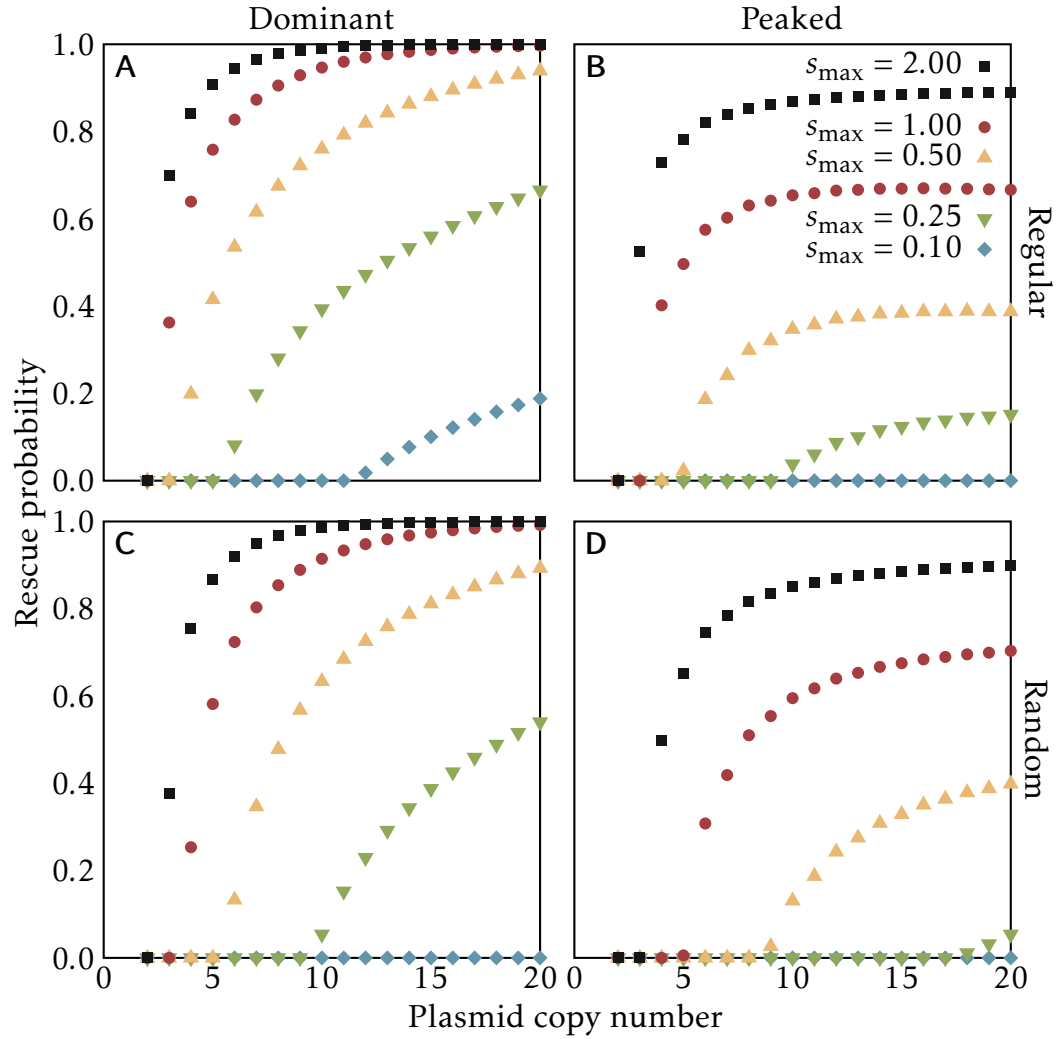 Dominant Peaked
A
B
s_max = 2.00
s_max = 1.00
s_max = 0.50
s_max = 0.25
s_max = 0.10
Regular
1.0
0.8
0.6
0.4
0.2
0.0
C
D
Random
1.0
0.8
0.6
0.4
0.2
0.0
Rescue probability
0 5 10 15 20 5 10 15 20
Plasmid copy number